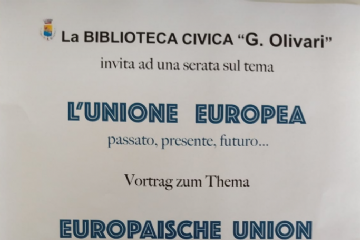 La BIBLIOTECA CIVICA “G. Olivari”
invita ad una serata sul tema
L'UNIONE EUROPEA
passato, presente, futuro...
Vortrag zum Thema
EUROPAISCHE UNION